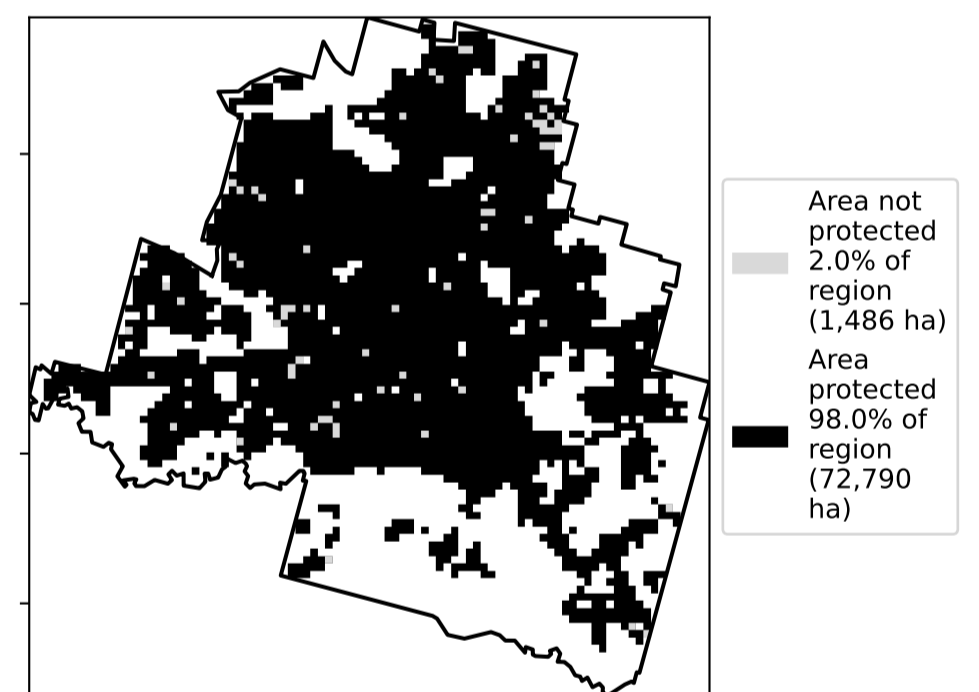 Area not
protected
2.0% of
region
(1,486 ha)
Area
protected
98.0% of
region
(72,790
ha)